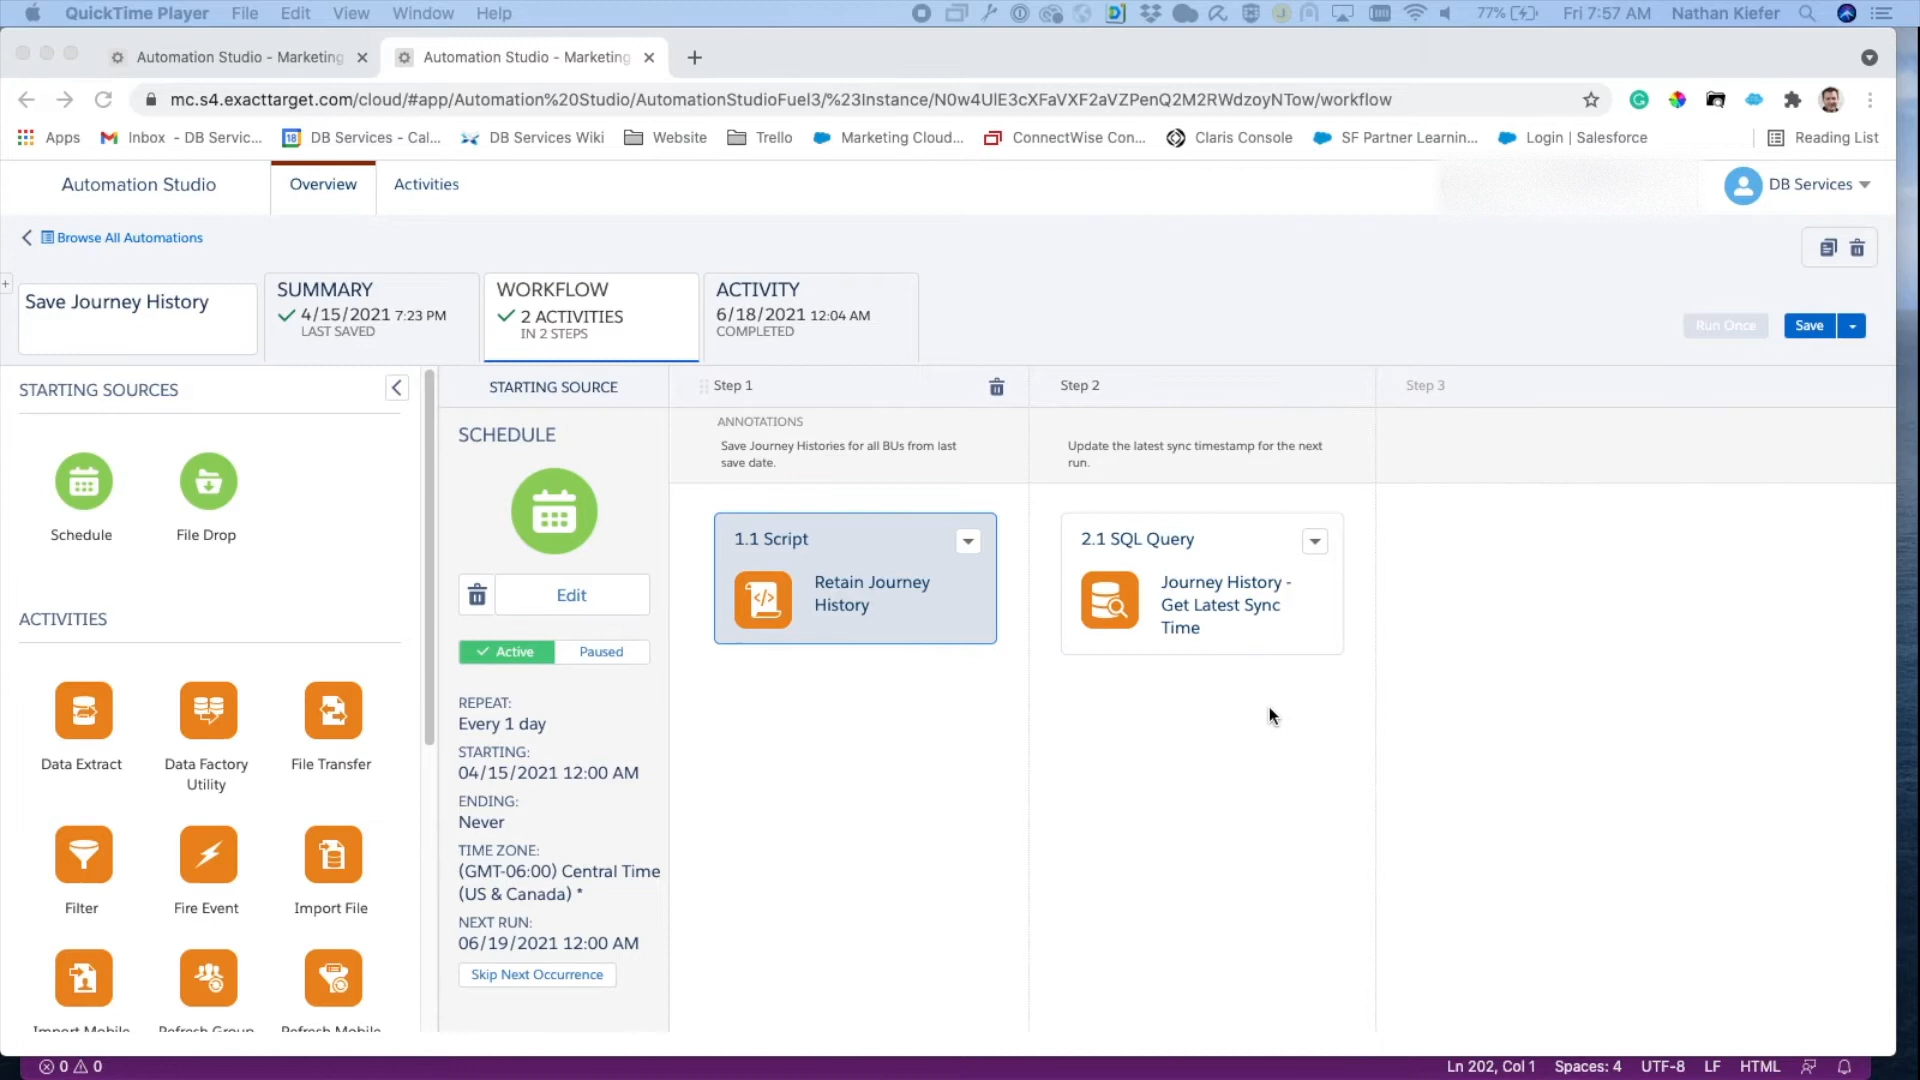 QuickTime Player File Edit View Window Help 77% Fri 7:57 AM Nathan Kiefer
Automation Studio - Marketing Automation Studio - Marketing
mc.s4.exacttarget.com/cloud/#app/Automation%20Studio/AutomationStudioFuel3/%23Instance/N0w4UlE3cXFaVXF2aVZPenQ2M2RWdzoyNTow/workflow
Apps Inbox - DB Servic... DB Services - Cal... DB Services Wiki Website Trello Marketing Cloud... ConnectWise Con... Claris Console SF Partner Learnin... Login | Salesforce Reading List
Automation Studio Overview Activities DB Services
Browse All Automations
Save Journey History
SUMMARY
4/15/2021 7:23 PM
LAST SAVED
WORKFLOW
2 ACTIVITIES
IN 2 STEPS
ACTIVITY
6/18/2021 12:04 AM
COMPLETED
Run Once Save
STARTING SOURCES
Schedule File Drop
ACTIVITIES
Data Extract Data Factory Utility File Transfer
Filter Fire Event Import File
Import Mobile Refresh Group Refresh Mobile
STARTING SOURCE
SCHEDULE
Edit
Active Paused
REPEAT:
Every 1 day
STARTING:
04/15/2021 12:00 AM
ENDING:
Never
TIME ZONE:
(GMT-06:00) Central Time
(US & Canada) *
NEXT RUN:
06/19/2021 12:00 AM
Skip Next Occurrence
Step 1
ANNOTATIONS
Save Journey Histories for all BUs from last
save date.
1.1 Script
Retain Journey
History
Step 2
Update the latest sync timestamp for the next
run.
2.1 SQL Query
Journey History -
Get Latest Sync
Time
Step 3
0 0 Ln 202, Col 1 Spaces: 4 UTF-8 LF HTML